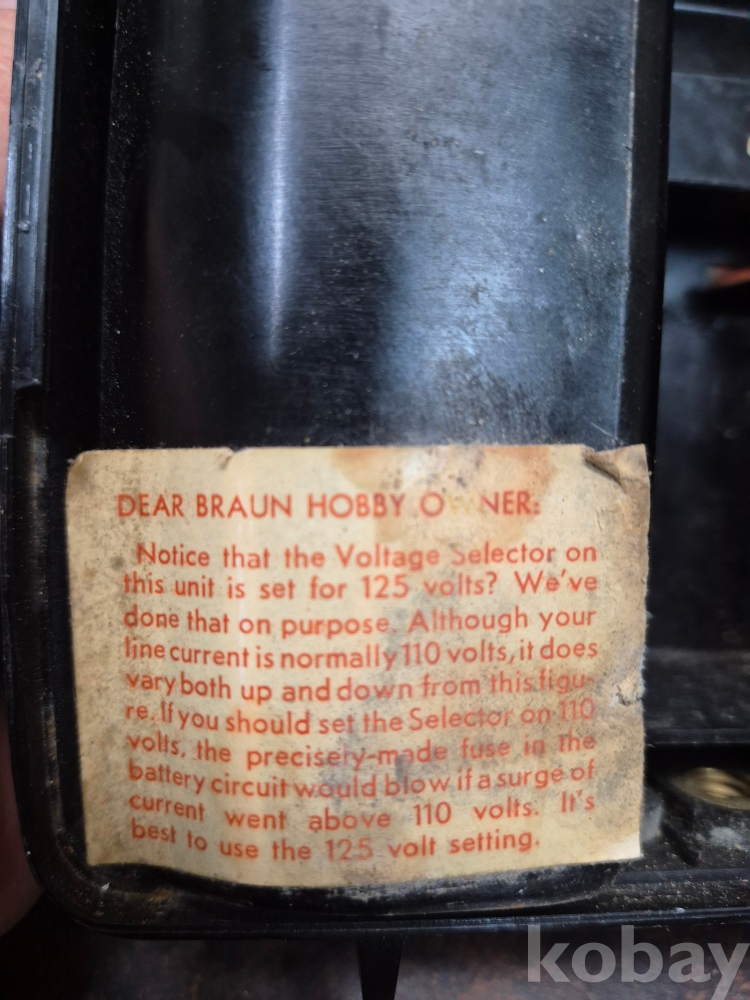 DEAR BRAUN HOBBY OWNER:
Notice that the Voltage Selector on
this unit is set for 125 volts? We've
done that on purpose. Although your
line current is normally 110 volts, it does
vary both up and down from this figu-
re. If you should set the Selector on 110
volts, the precisely-made fuse in the
battery circuit would blow if a surge of
current went above 110 volts. It's
best to use the 125 volt setting.
kobay